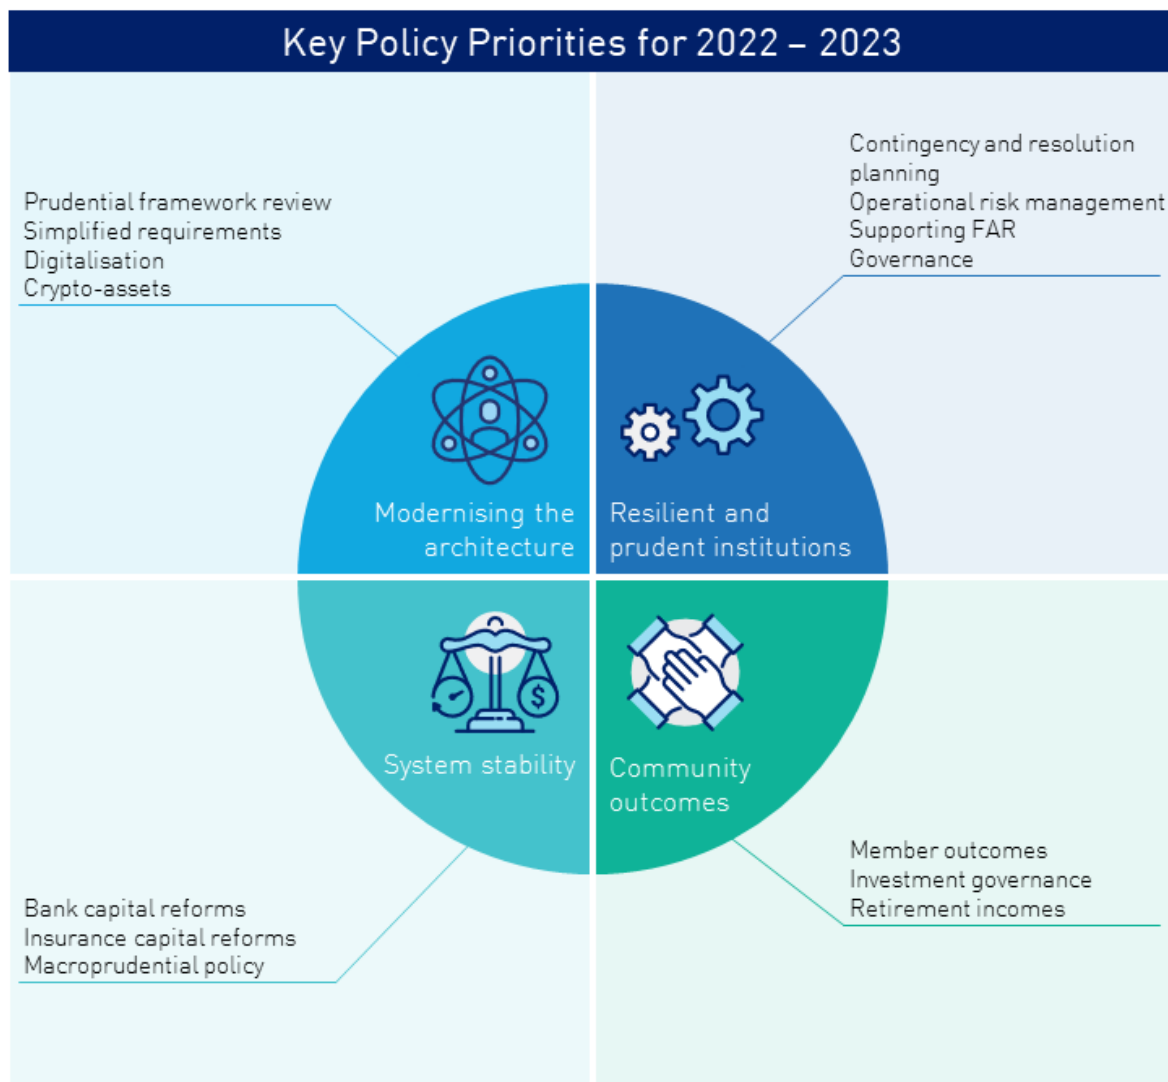 Key Policy Priorities for 2022 – 2023
Prudential framework review
Simplified requirements
Digitalisation
Crypto-assets
Contingency and resolution
planning
Operational risk management
Supporting FAR
Governance
Modernising the
architecture
Resilient and
prudent institutions
System stability
Community
outcomes
Bank capital reforms
Insurance capital reforms
Macroprudential policy
Member outcomes
Investment governance
Retirement incomes
$